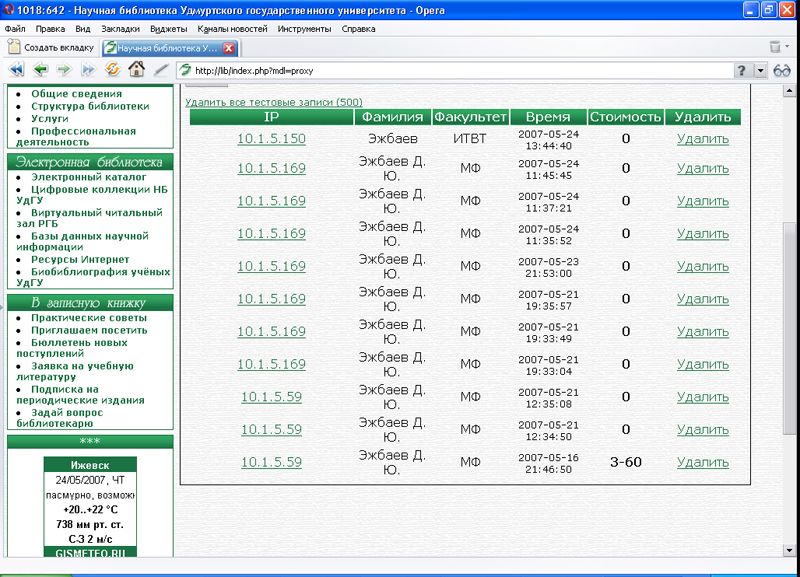 1018:642 - Научная библиотека Удмуртского государственного университета - Opera
Файл Правка Вид Закладки Виджеты Каналы новостей Инструменты Справка
Создать вкладку Научная библиотека У...
http://lib/index.php?mdl=proxy
Общие сведения
Структура библиотеки
Услуги
Профессиональная
деятельность
Электронная библиотека
Электронный каталог
Цифровые коллекции НБ
УдГУ
Виртуальный читальный
зал РГБ
Базы данных научной
информации
Ресурсы Интернет
Биобиблиография учёных
УдГУ
В записную книжку
Практические советы
Приглашаем посетить
Бюллетень новых
поступлений
Заявка на учебную
литературу
Подписка на
периодические издания
Задай вопрос
библиотекарю
***
Ижевск
24/05/2007, ЧТ
пасмурно, возможн
+20..+22 °C
738 мм рт. ст.
С-З 2 м/с
GISMETEO.RU
Удалить все тестовые записи (500)
IP Фамилия Факультет Время Стоимость Удалить
10.1.5.150 Эжбаев ИТВТ 2007-05-24 0 Удалить
13:44:40
10.1.5.169 Эжбаев Д. МФ 2007-05-24 0 Удалить
Ю. 11:45:45
10.1.5.169 Эжбаев Д. МФ 2007-05-24 0 Удалить
Ю. 11:37:21
10.1.5.169 Эжбаев Д. МФ 2007-05-24 0 Удалить
Ю. 11:35:52
10.1.5.169 Эжбаев Д. МФ 2007-05-23 0 Удалить
Ю. 21:53:00
10.1.5.169 Эжбаев Д. МФ 2007-05-21 0 Удалить
Ю. 19:35:57
10.1.5.169 Эжбаев Д. МФ 2007-05-21 0 Удалить
Ю. 19:33:49
10.1.5.169 Эжбаев Д. МФ 2007-05-21 0 Удалить
Ю. 19:33:04
10.1.5.59 Эжбаев Д. МФ 2007-05-21 0 Удалить
Ю. 12:35:08
10.1.5.59 Эжбаев Д. МФ 2007-05-21 0 Удалить
Ю. 12:34:50
10.1.5.59 Эжбаев Д. МФ 2007-05-16 3-60 Удалить
Ю. 21:46:50